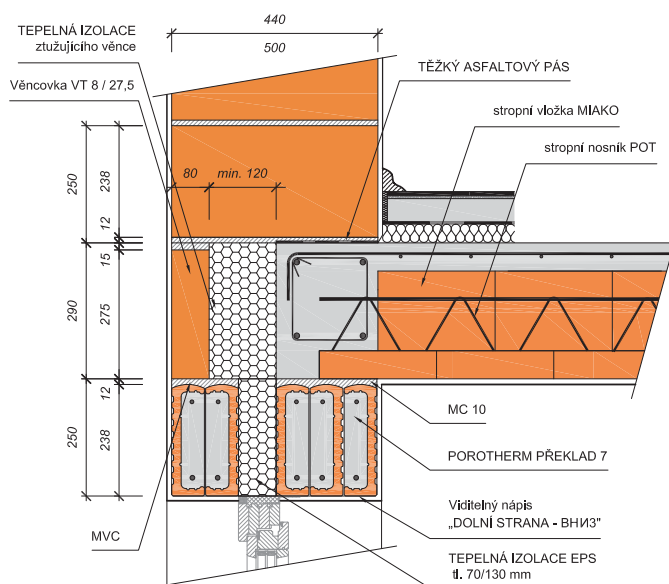 440
500
TEPELNÁ IZOLACE
ztužujícího věnce
Věncovka VT 8 / 27,5
TĚŽKÝ ASFALTOVÝ PÁS
stropní vložka MIAKO
stropní nosník POT
80
min. 120
250
238
12
15
290
275
12
250
238
MC 10
POROTHERM PŘEKLAD 7
Viditelný nápis
„DOLNÍ STRANA - ВНИЗ"
MVC
TEPELNÁ IZOLACE EPS
tl. 70/130 mm